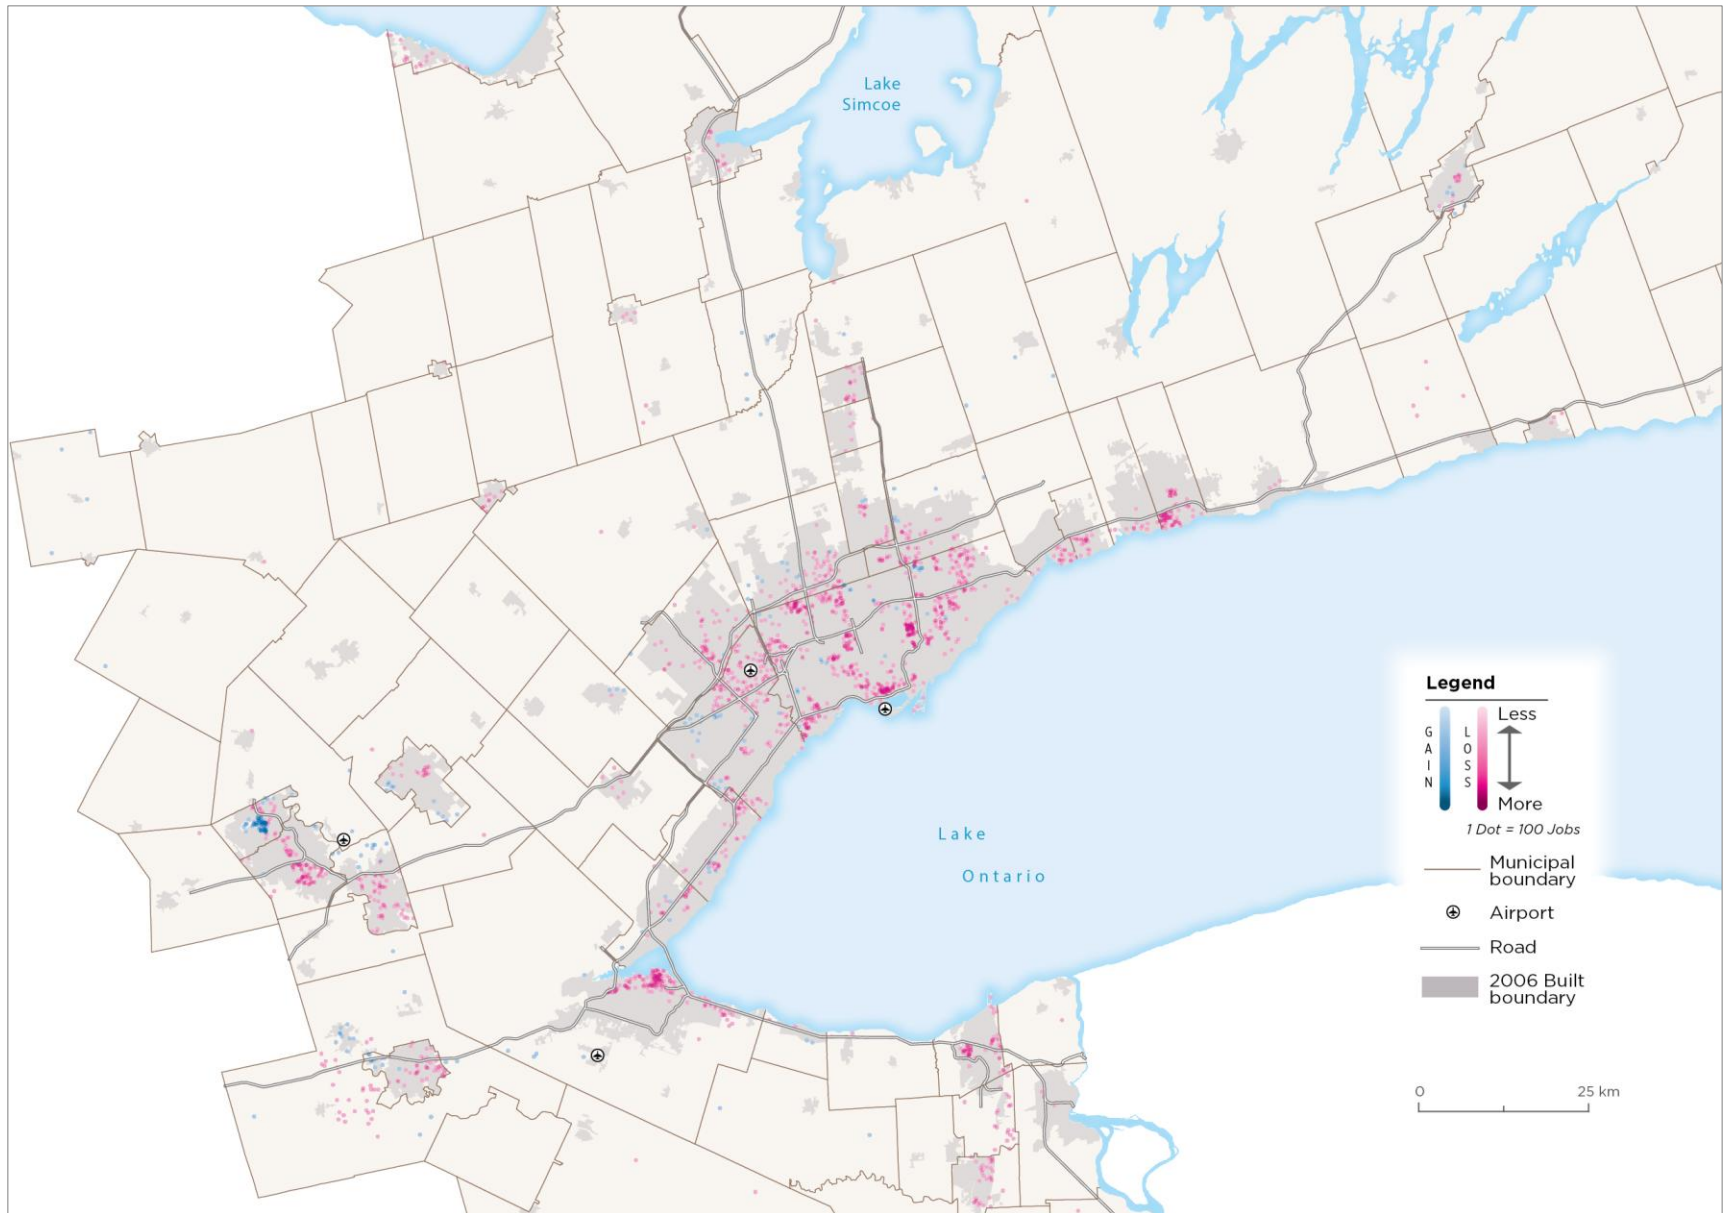 Lake
Simcoe
Lake
Ontario
Legend
GAIN
LOSS
Less
More
1 Dot = 100 Jobs
Municipal
boundary
Airport
Road
2006 Built
boundary
0 25 km